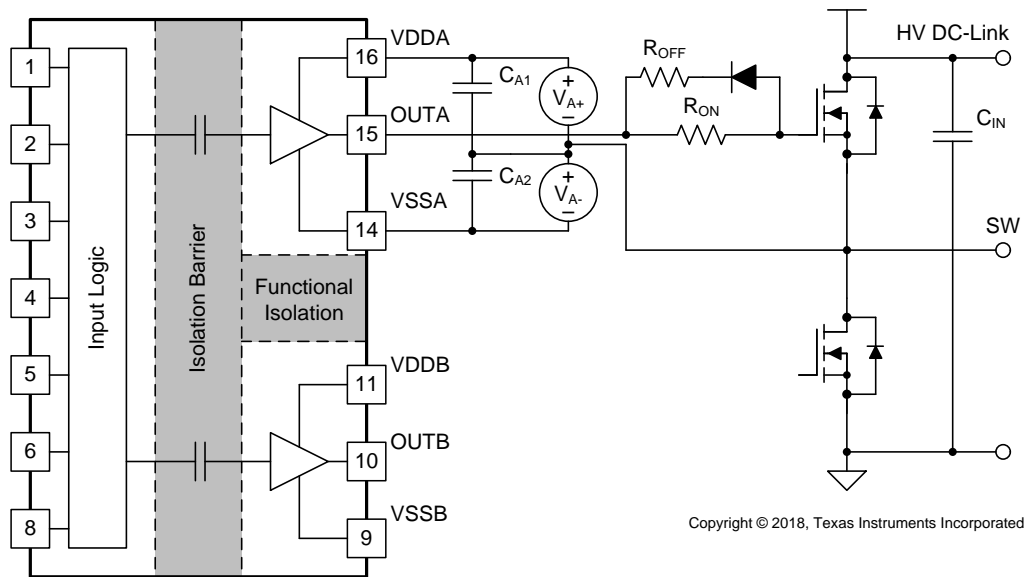 1
2
3
4
5
6
8
Input Logic
Isolation Barrier
Functional
Isolation
16
15
14
11
10
9
VDDA
OUTA
VSSA
VDDB
OUTB
VSSB
CA1
CA2
+
VA+
−
+
VA-
−
ROFF
RON
HV DC-Link
CIN
SW
Copyright © 2018, Texas Instruments Incorporated